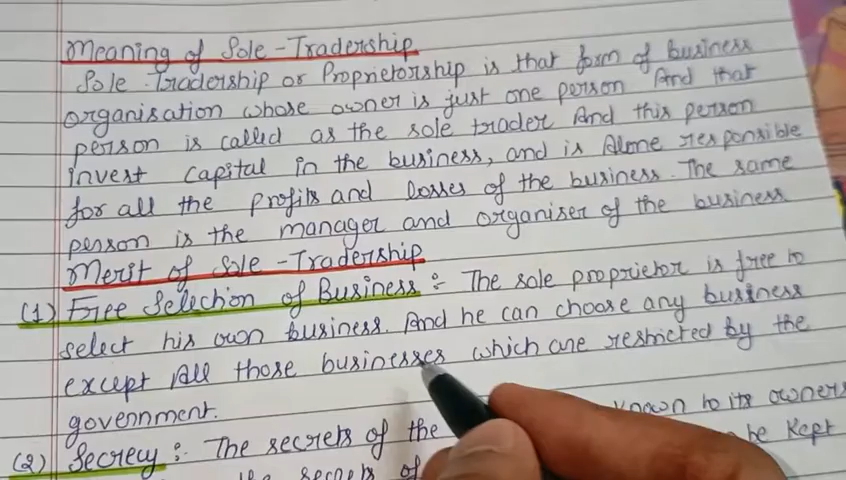 Meaning of Sole-Tradership
Sole Tradership or Proprietorship is that form of business
organisation whose owner is just one person And that
person is called as the sole trader And this person
invest capital in the business, and is Alone responsible
for all the profits and losses of the business. The same
person is the manager and organiser of the business
Merit of Sole-Tradership
(1) Free Selection of Business :- The sole proprietor is free to
select his own business. And he can choose any business
except All those businesses which are restricted by the
government.
(2) Secrecy :- The secrets of the known to its owners
be kept
secrets of